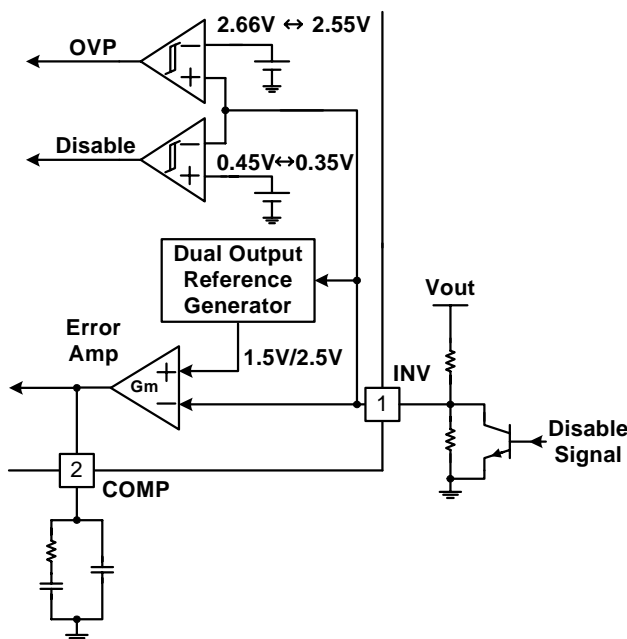 2.66V ↔ 2.55V
OVP
−
+
Disable
−
0.45V↔0.35V
+
Dual Output
Reference
Generator
Vout
Error
Amp
1.5V/2.5V
+
Gm
−
INV
1
Disable
Signal
2
COMP